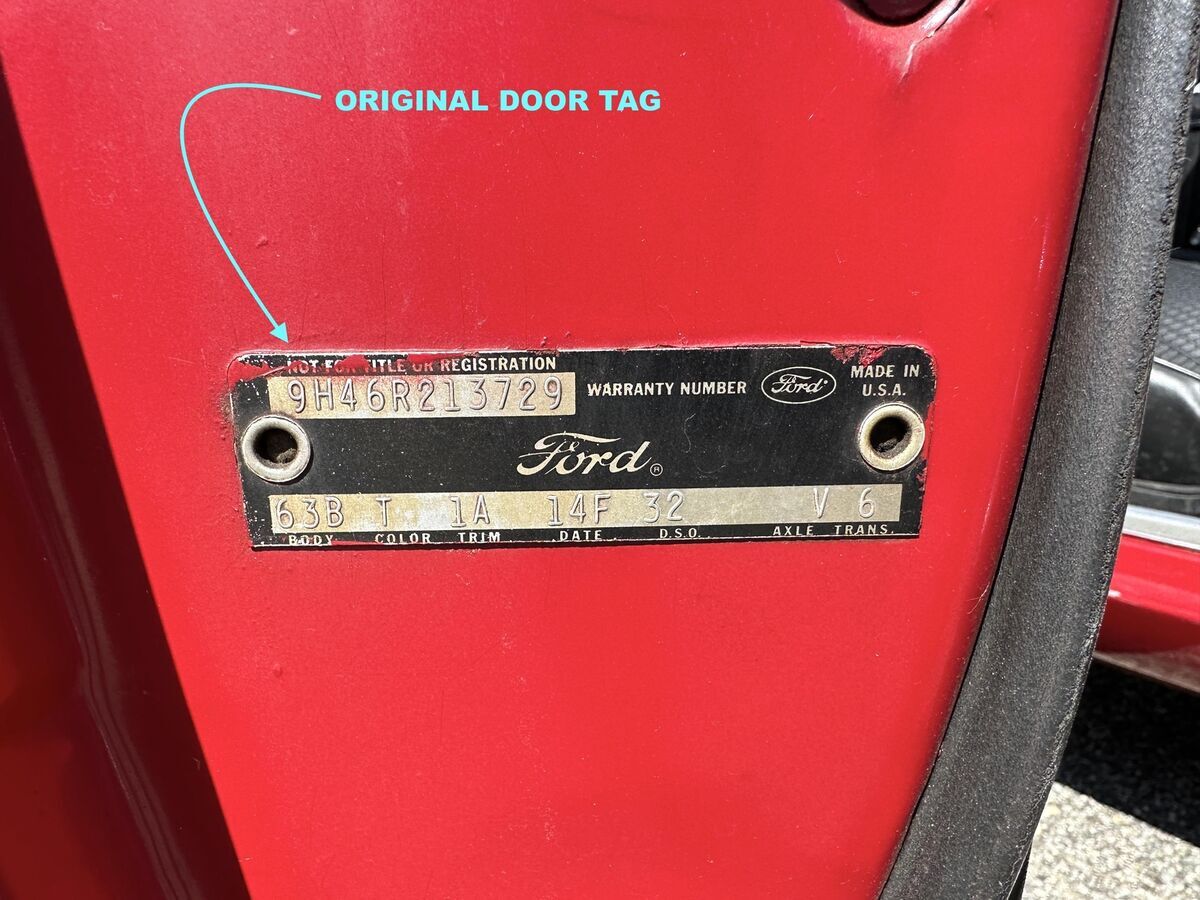 ORIGINAL DOOR TAG
NOT FOR TITLE OR REGISTRATION
9H46R213729 WARRANTY NUMBER Ford MADE IN
U.S.A.
Ford®
63B T 1A 14F 32 V 6
BODY COLOR TRIM DATE D.S.O. AXLE TRANS.